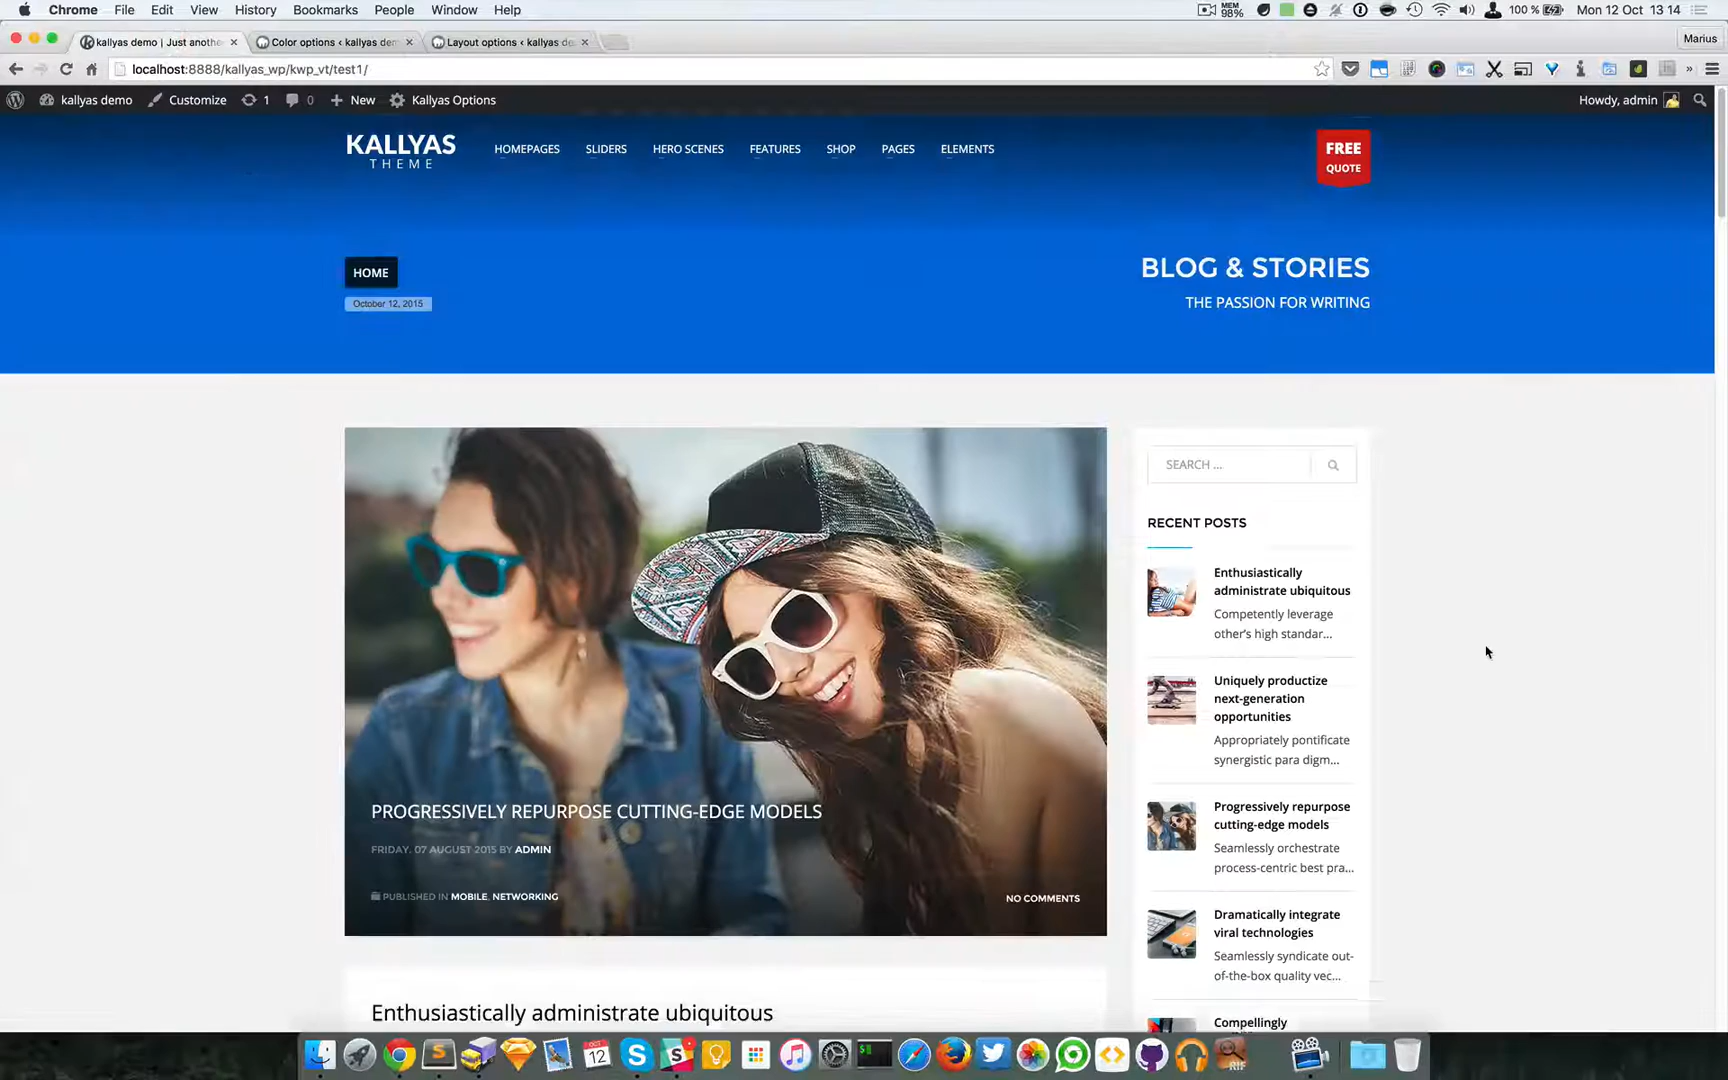 Chrome File Edit View History Bookmarks People Window Help
MEM 98% 100 % Mon 12 Oct 13 14
kallyas demo | Just anothe
Color options ‹ kallyas dem
Layout options ‹ kallyas de
Marius
localhost:8888/kallyas_wp/kwp_vt/test1/
kallyas demo Customize 1 0 New Kallyas Options Howdy, admin
KALLYAS
THEME
HOMEPAGES SLIDERS HERO SCENES FEATURES SHOP PAGES ELEMENTS
FREE
QUOTE
HOME
October 12, 2015
BLOG & STORIES
THE PASSION FOR WRITING
PROGRESSIVELY REPURPOSE CUTTING-EDGE MODELS
FRIDAY, 07 AUGUST 2015 BY ADMIN
PUBLISHED IN MOBILE, NETWORKING
NO COMMENTS
Enthusiastically administrate ubiquitous
SEARCH ...
RECENT POSTS
Enthusiastically
administrate ubiquitous
Competently leverage
other's high standar...
Uniquely productize
next-generation
opportunities
Appropriately pontificate
synergistic para digm...
Progressively repurpose
cutting-edge models
Seamlessly orchestrate
process-centric best pra...
Dramatically integrate
viral technologies
Seamlessly syndicate out-
of-the-box quality vec...
Compellingly
OCT
12